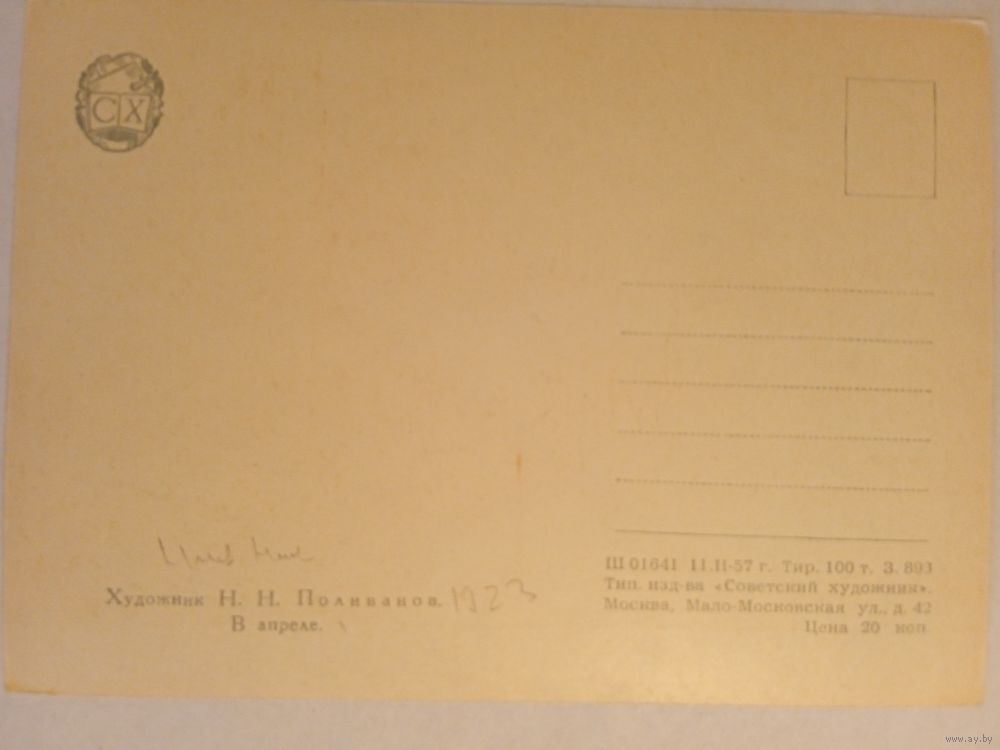 СХ
Художник Н. Н. Поливанов. 1923
В апреле.
Ш 01641 11.II-57 г. Тир. 100 т. З. 893
Тип. изд-ва «Советский художник».
Москва, Мало-Московская ул., д. 42
Цена 20 коп.
www.ay.by